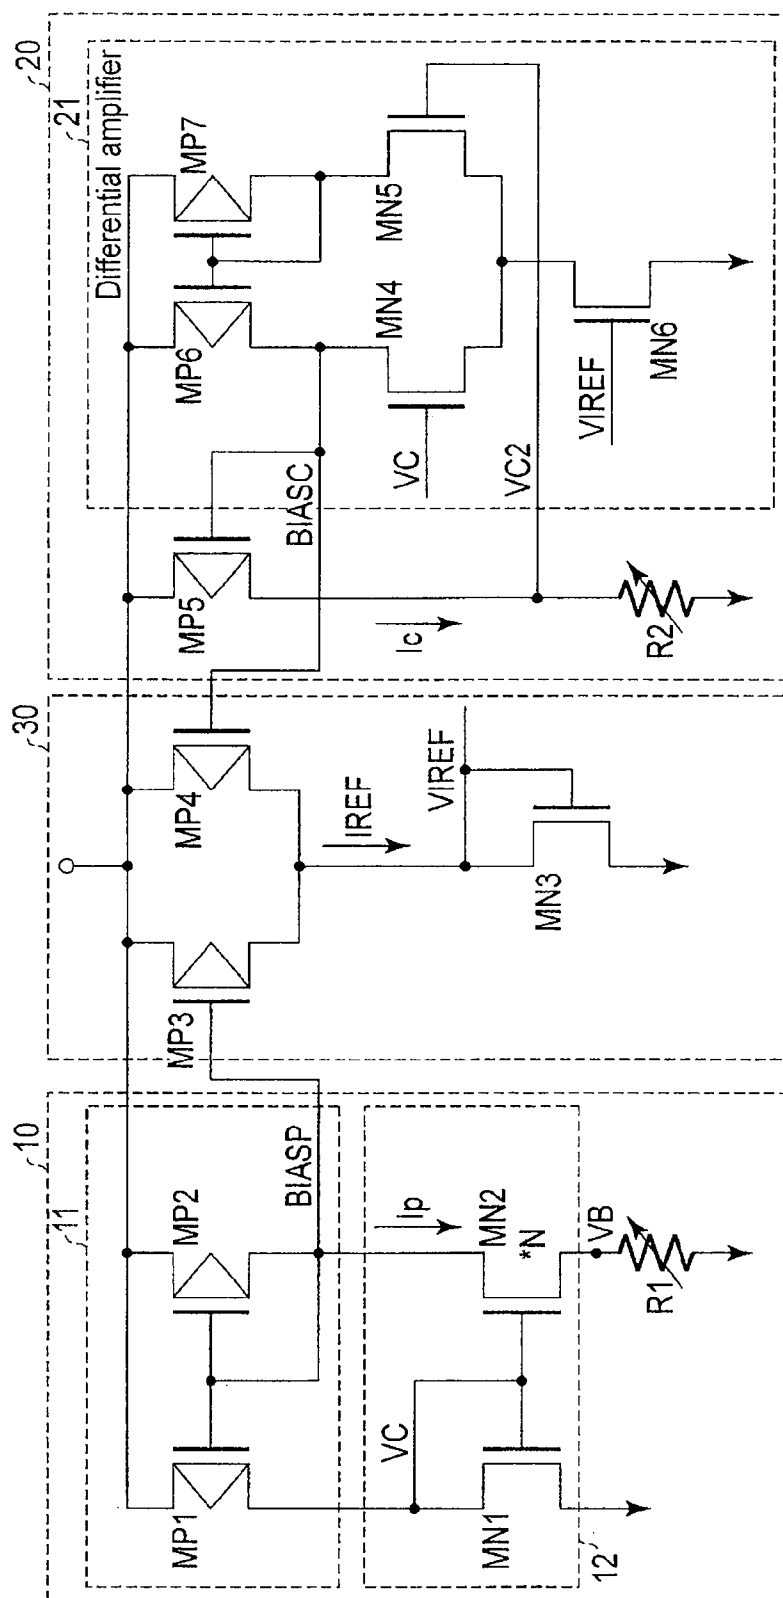 10
11
MP1
MP2
BIASP
VC
Ip
MN1
MN2
*N
VB
R1
12
30
MP3
MP4
IREF
VIREF
MN3
20
21
Differential amplifier
MP5
MP6
MP7
BIASC
Ic
VC
MN4
MN5
VC2
R2
VIREF
MN6